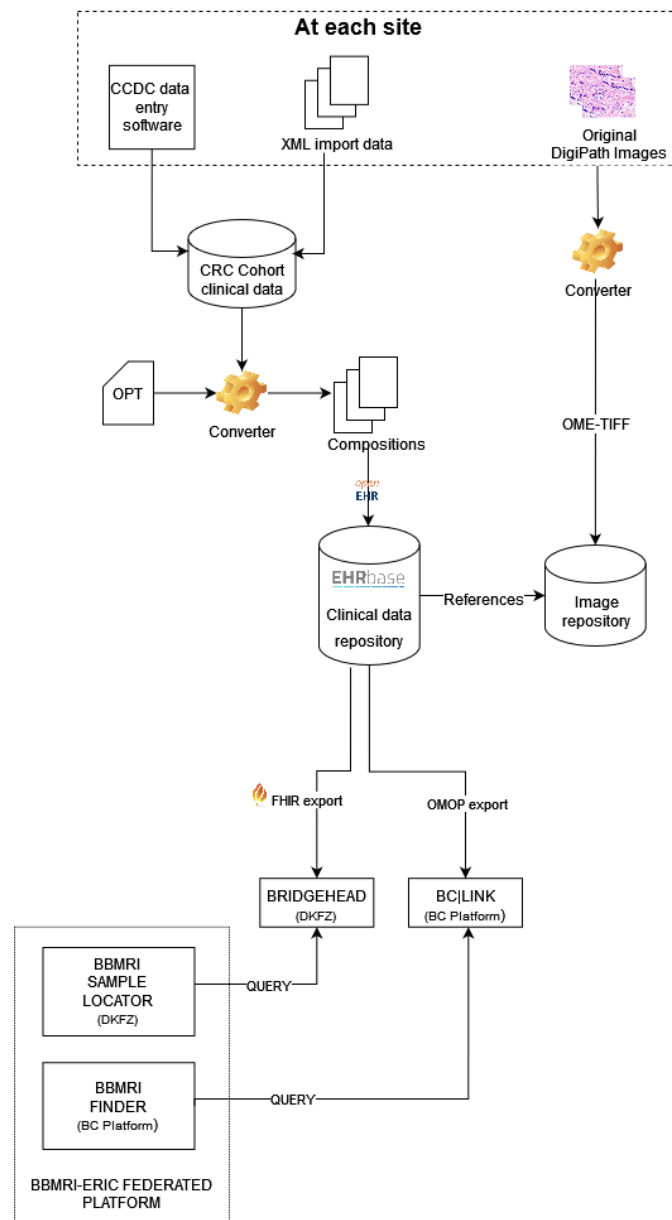 At each site
CCDC data
entry
software
XML import data
Original
DigiPath Images
CRC Cohort
clinical data
Converter
OPT
Converter
Compositions
OME-TIFF
open
EHR
EHRbase
Clinical data
repository
References
Image
repository
FHIR export
OMOP export
BRIDGEHEAD
(DKFZ)
BC|LINK
(BC Platform)
BBMRI
SAMPLE
LOCATOR
(DKFZ)
QUERY
BBMRI
FINDER
(BC Platform)
QUERY
BBMRI-ERIC FEDERATED
PLATFORM